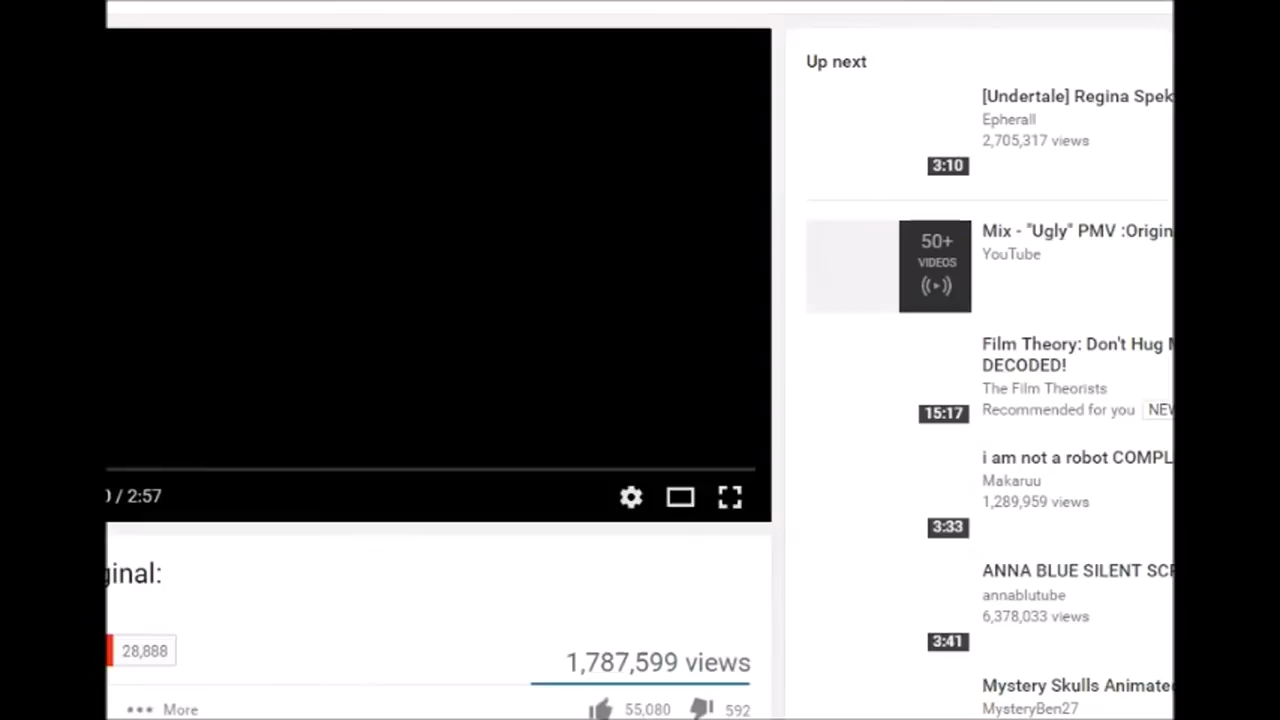 Up next
[Undertale] Regina Spek
Epherall
2,705,317 views
3:10
50+
VIDEOS
Mix - "Ugly" PMV :Origin
YouTube
Film Theory: Don't Hug
DECODED!
The Film Theorists
Recommended for you NEW
15:17
i am not a robot COMPL
Makaruu
1,289,959 views
3:33
ANNA BLUE SILENT SCR
annablutube
6,378,033 views
3:41
Mystery Skulls Animate
MysteryBen27
/ 2:57
ginal:
28,888
1,787,599 views
More
55,080
592